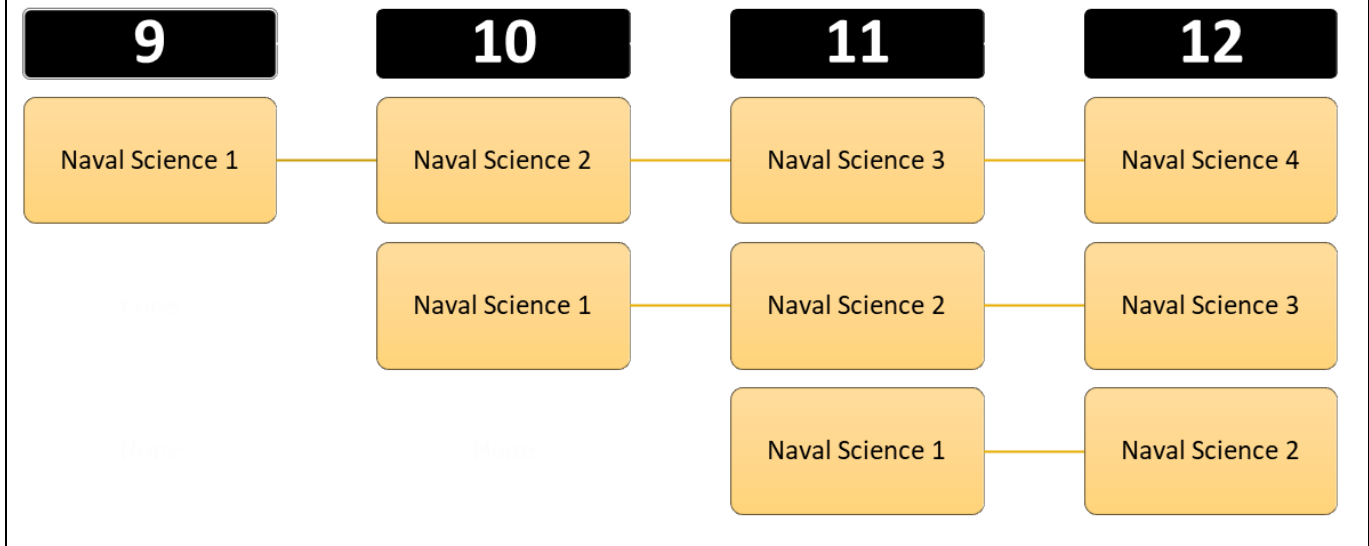 9 10 11 12
Naval Science 1 Naval Science 2 Naval Science 3 Naval Science 4
Naval Science 1 Naval Science 2 Naval Science 3
Naval Science 1 Naval Science 2